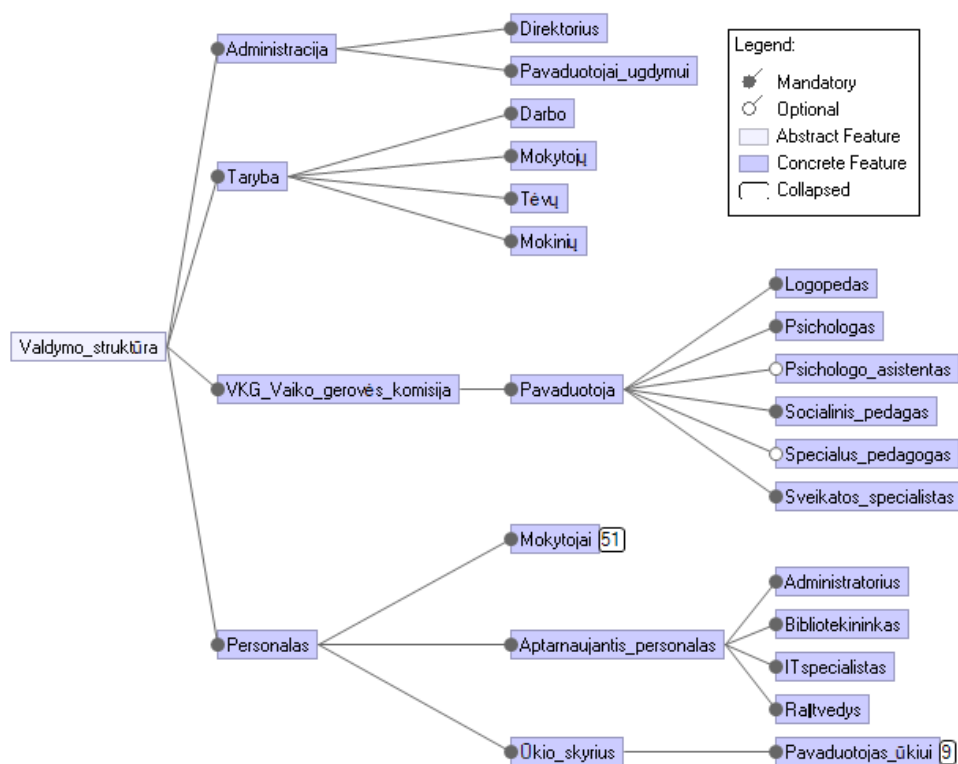 Direktorius
Administracija
Pavaduotojai_ugdymui
Darbo
Mokytojų
Taryba
Tėvų
Mokinių
Legend:
Mandatory
Optional
Abstract Feature
Concrete Feature
Collapsed
Valdymo_struktūra
Logopedas
Psichologas
Psichologo_asistentas
VKG_Vaiko_gerovės_komisija
Pavaduotoja
Socialinis_pedagas
Specialus_pedagogas
Sveikatos_specialistas
Mokytojai 51
Administratorius
Bibliotekininkas
Personalas
Aptarnaujantis_personalas
ITspecialistas
Raštvedys
Ūkio_skyrius
Pavaduotojas_ūkiui 9